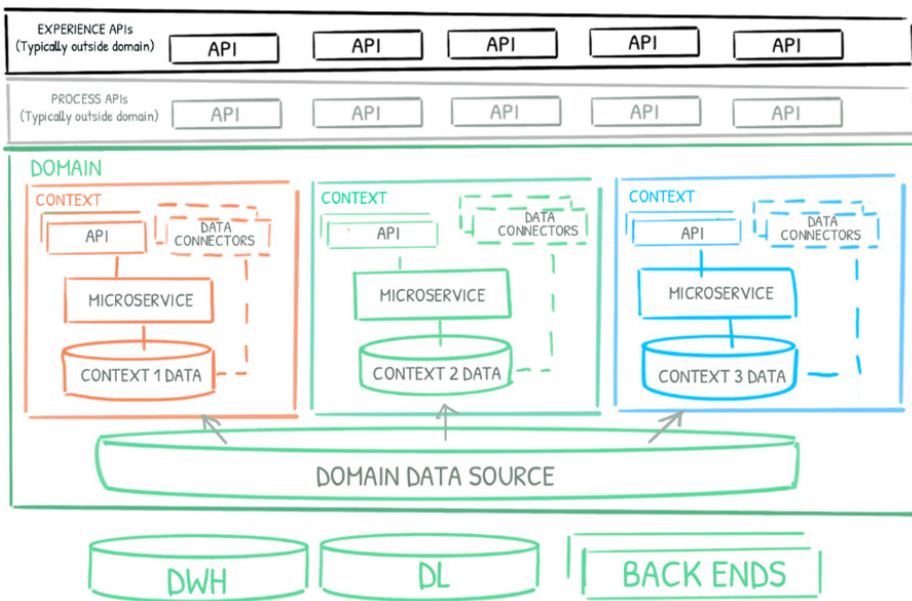 EXPERIENCE APIs
(Typically outside domain)
API
API
API
API
API
PROCESS APIs
(Typically outside domain)
API
API
API
API
API
DOMAIN
CONTEXT
API
DATA
CONNECTORS
MICROSERVICE
CONTEXT 1 DATA
CONTEXT
API
DATA
CONNECTORS
MICROSERVICE
CONTEXT 2 DATA
CONTEXT
API
DATA
CONNECTORS
MICROSERVICE
CONTEXT 3 DATA
DOMAIN DATA SOURCE
DWH
DL
BACK ENDS